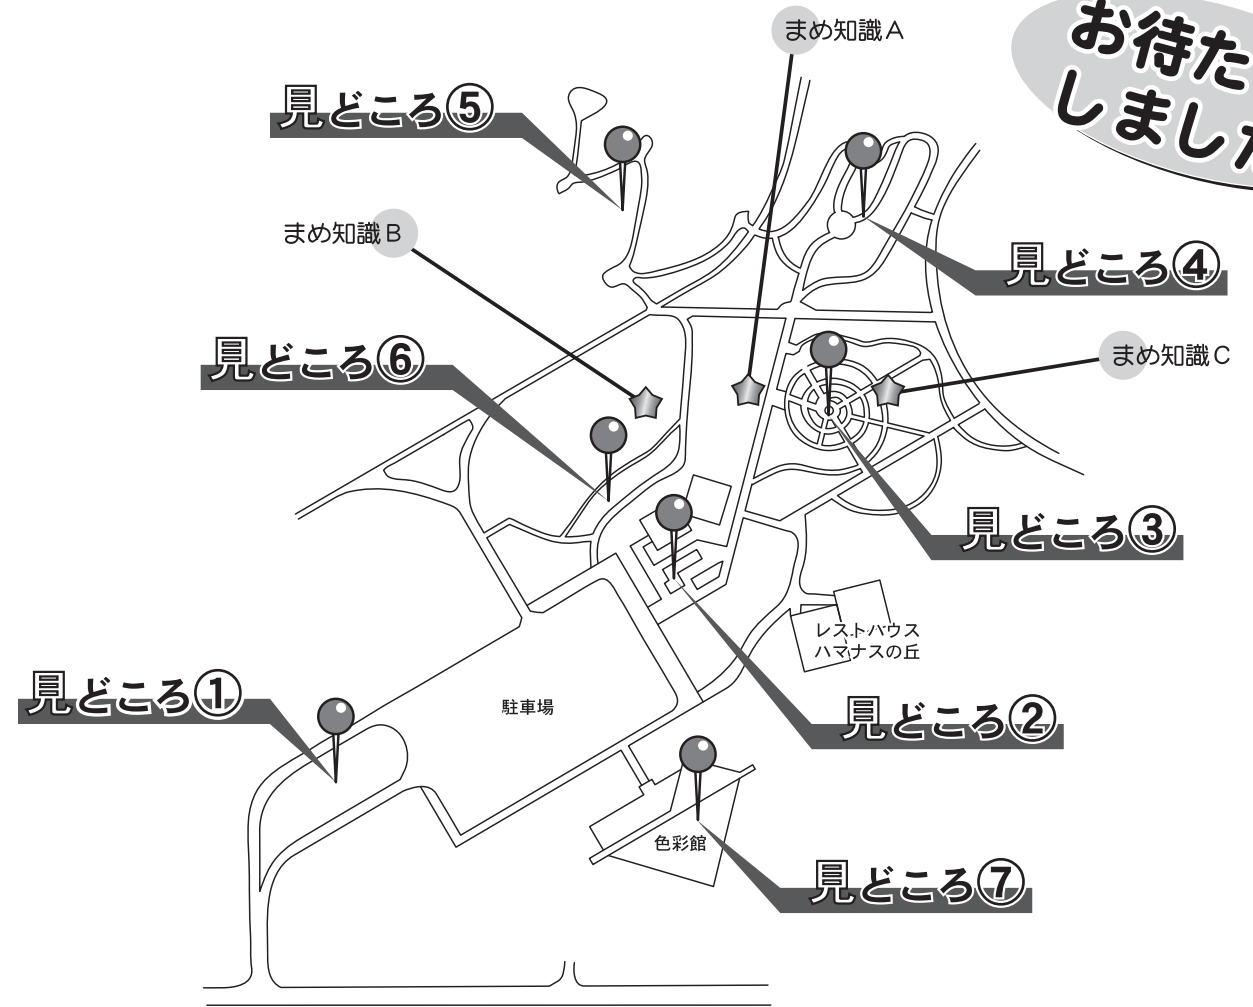 まめ知識A
お待た
しました
見どころ⑤
まめ知識B
見どころ④
見どころ⑥
まめ知識C
見どころ③
レストハウス
ハマナスの丘
見どころ①
駐車場
見どころ②
色彩館
見どころ⑦